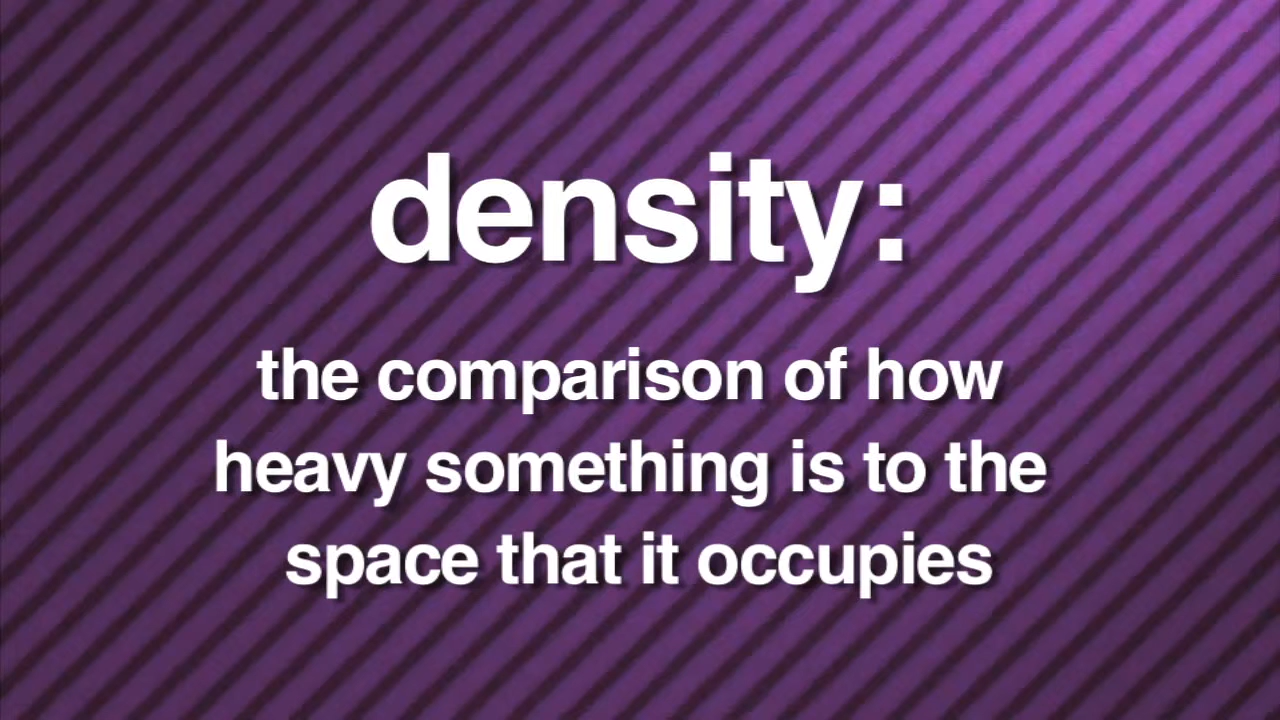 density:
the comparison of how
heavy something is to the
space that it occupies